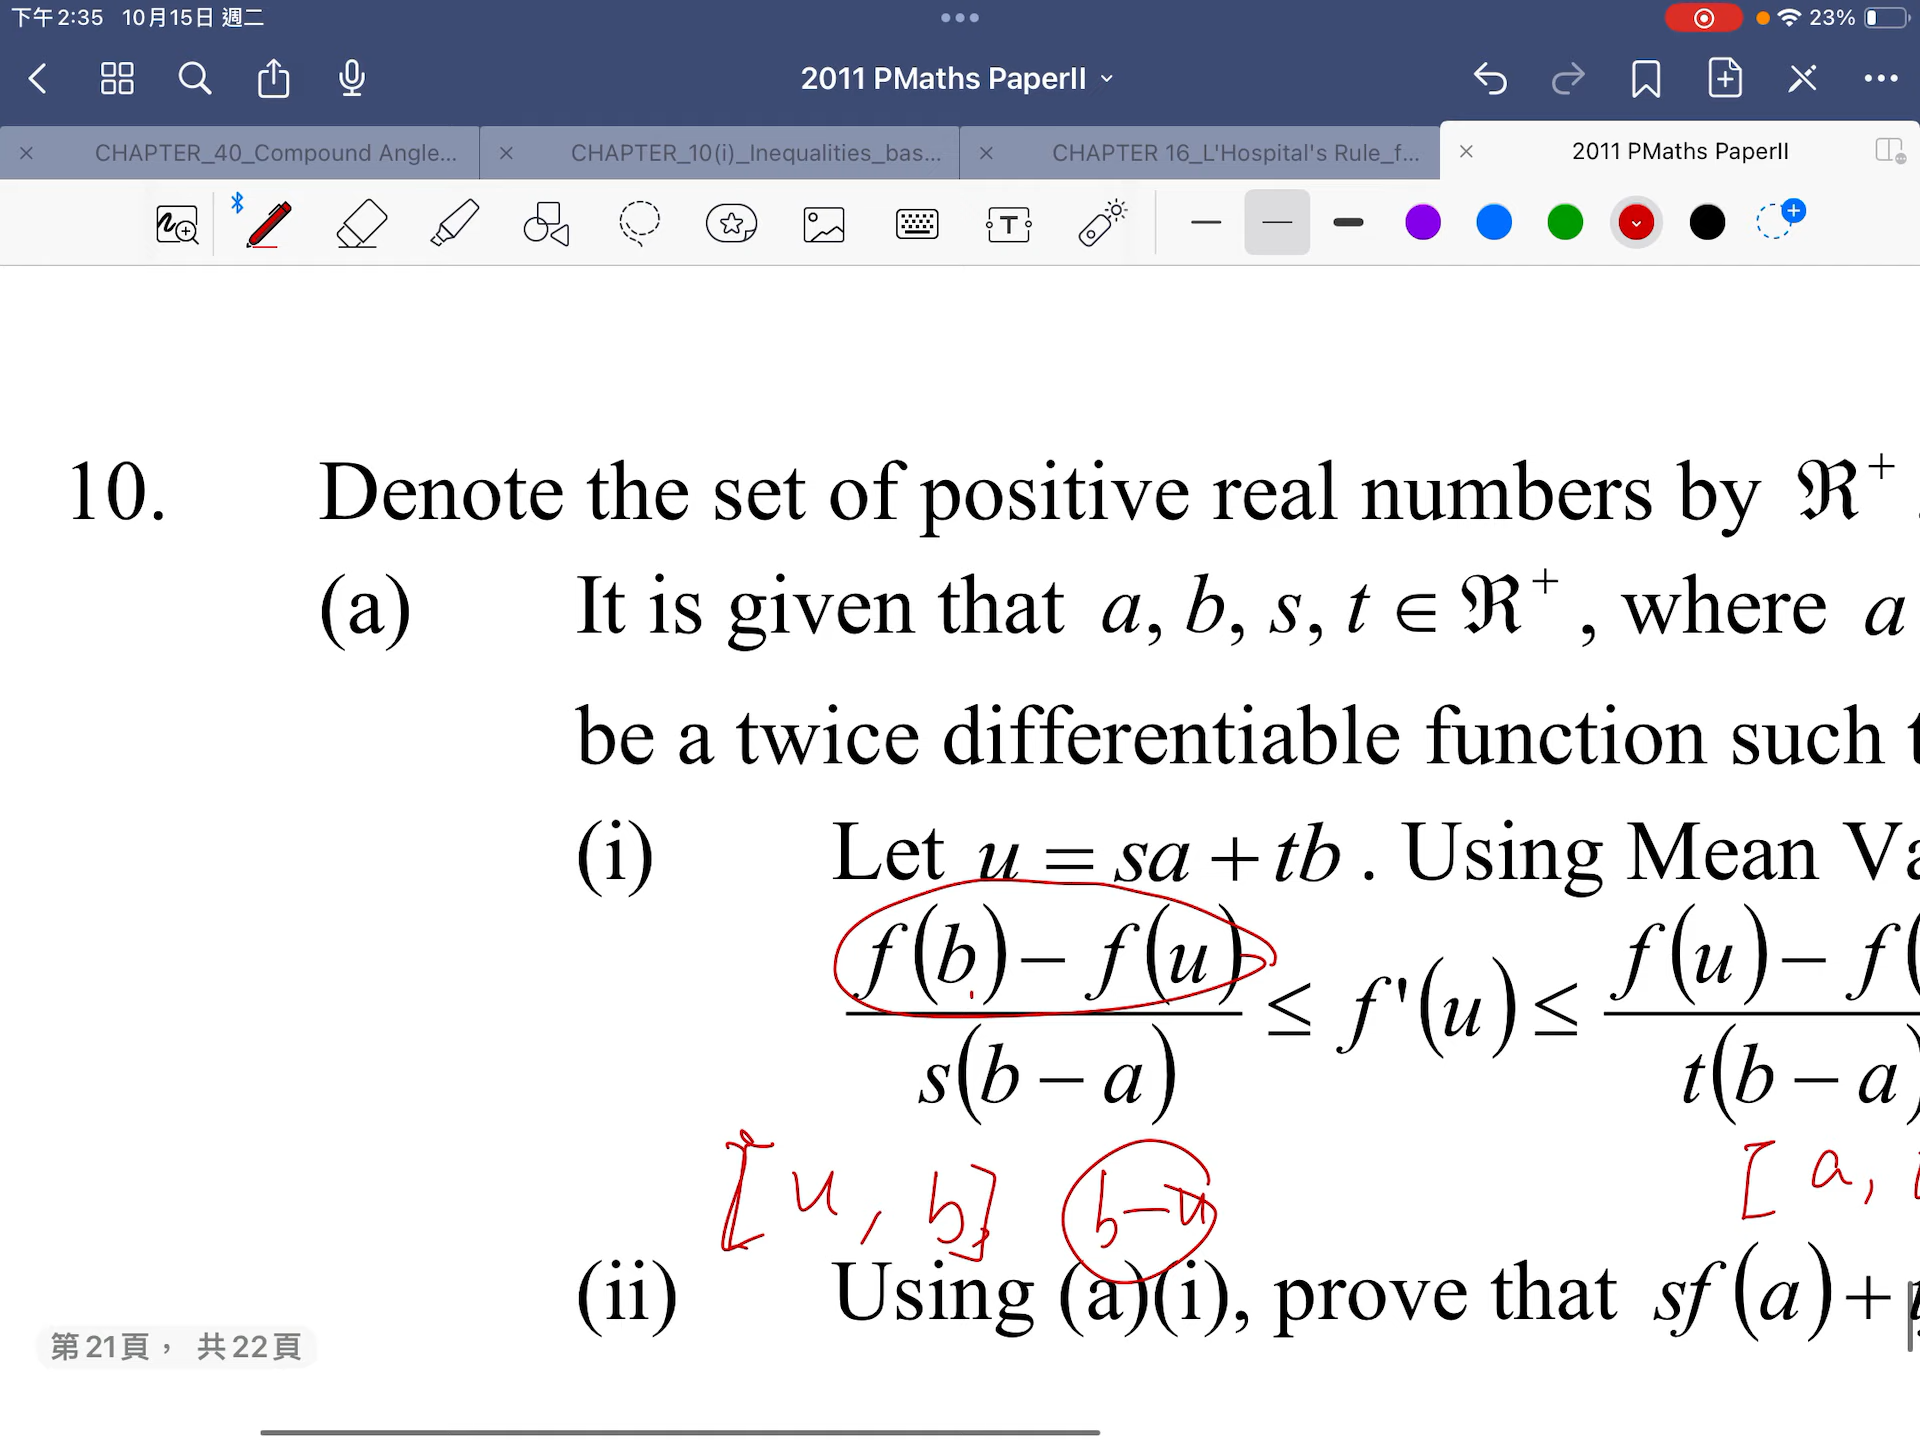 下午2:35 10月15日 週二 23%
2011 PMaths PaperII
CHAPTER_40_Compound Angle... CHAPTER_10(i)_Inequalities_bas... CHAPTER 16_L'Hospital's Rule_f... 2011 PMaths PaperII
10. Denote the set of positive real numbers by ℜ⁺
(a) It is given that a, b, s, t ∈ ℜ⁺, where a
be a twice differentiable function such
(i) Let u = sa + tb. Using Mean
f(b) − f(u) / s(b − a) ≤ f'(u) ≤ f(u) − f( / t(b − a)
[u, b] b−u [a,
(ii) Using (a)(i), prove that sf(a) +
第21頁， 共22頁